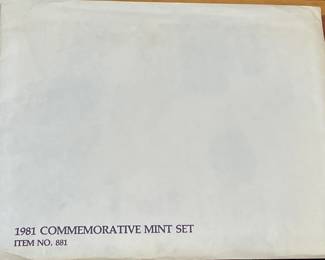 1981 COMMEMORATIVE MINT SET
ITEM NO. 881